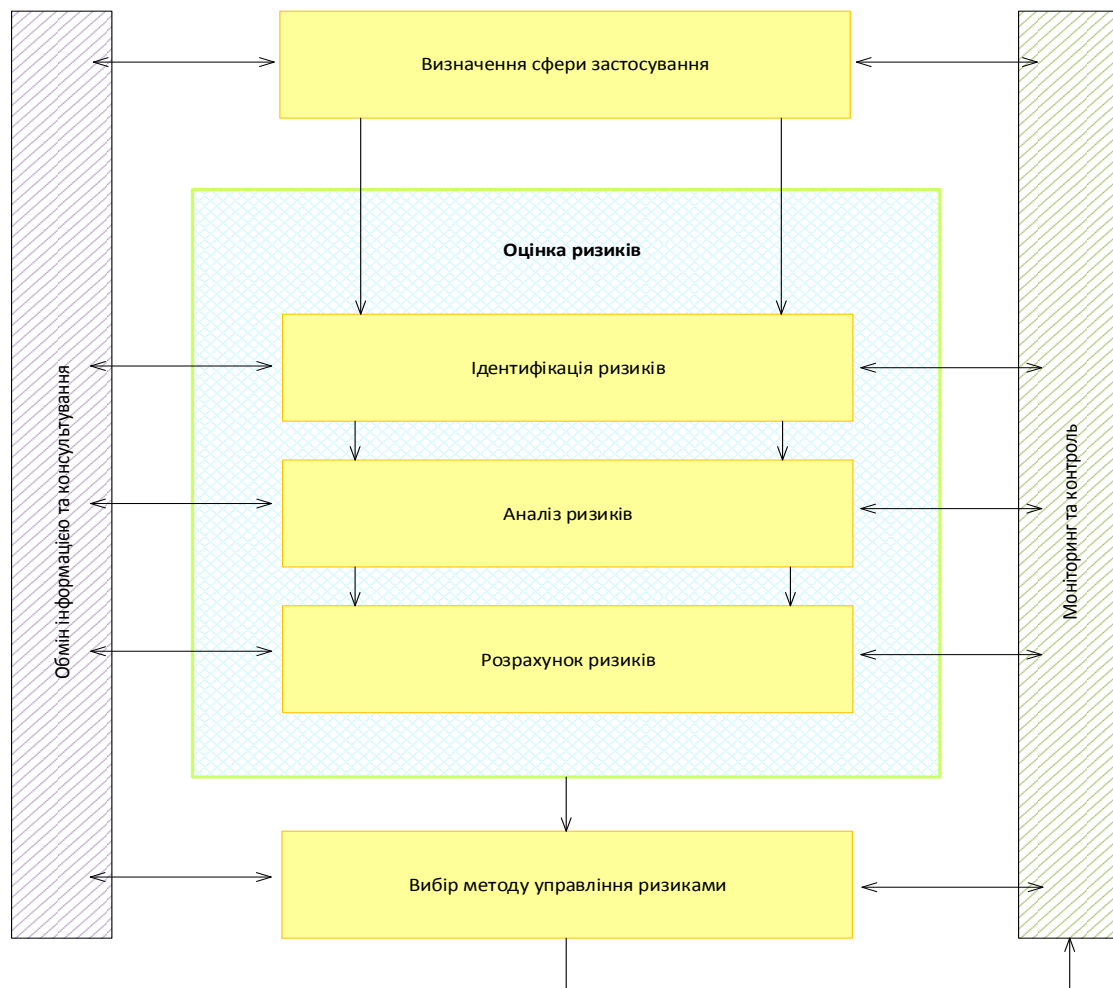 Визначення сфери застосування
Оцінка ризиків
Ідентифікація ризиків
Аналіз ризиків
Розрахунок ризиків
Вибір методу управління ризиками
Обмін інформацією та консультування
Моніторинг та контроль